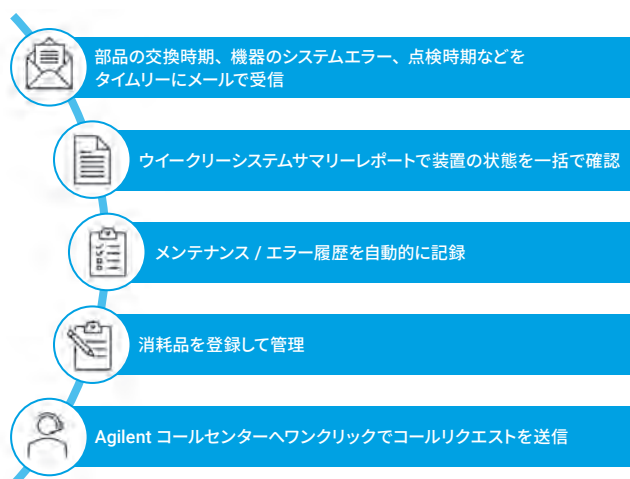 部品の交換時期、機器のシステムエラー、点検時期などを
タイムリーにメールで受信
ウイークリーシステムサマリーレポートで装置の状態を一括で確認
メンテナンス / エラー履歴を自動的に記録
消耗品を登録して管理
Agilent コールセンターへワンクリックでコールリクエストを送信